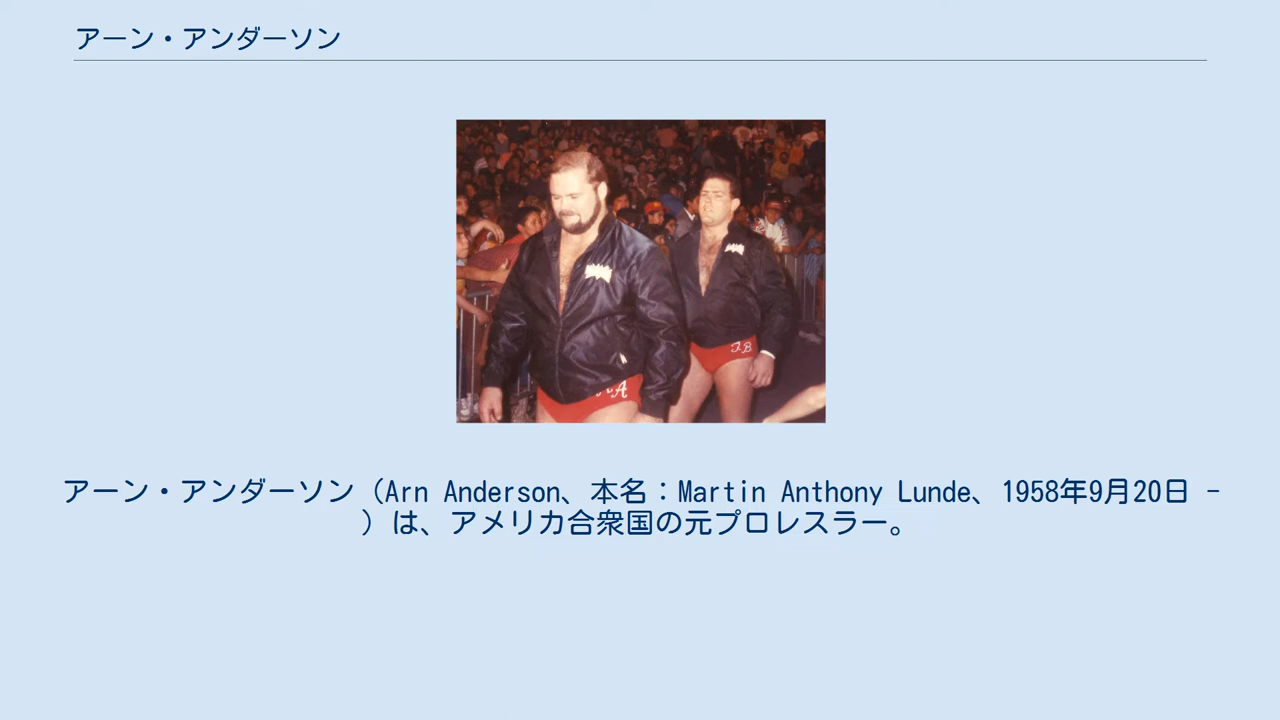 アーン・アンダーソン
AA
J.B
アーン・アンダーソン（Arn Anderson、本名：Martin Anthony Lunde、1958年9月20日 -
）は、アメリカ合衆国の元プロレスラー。